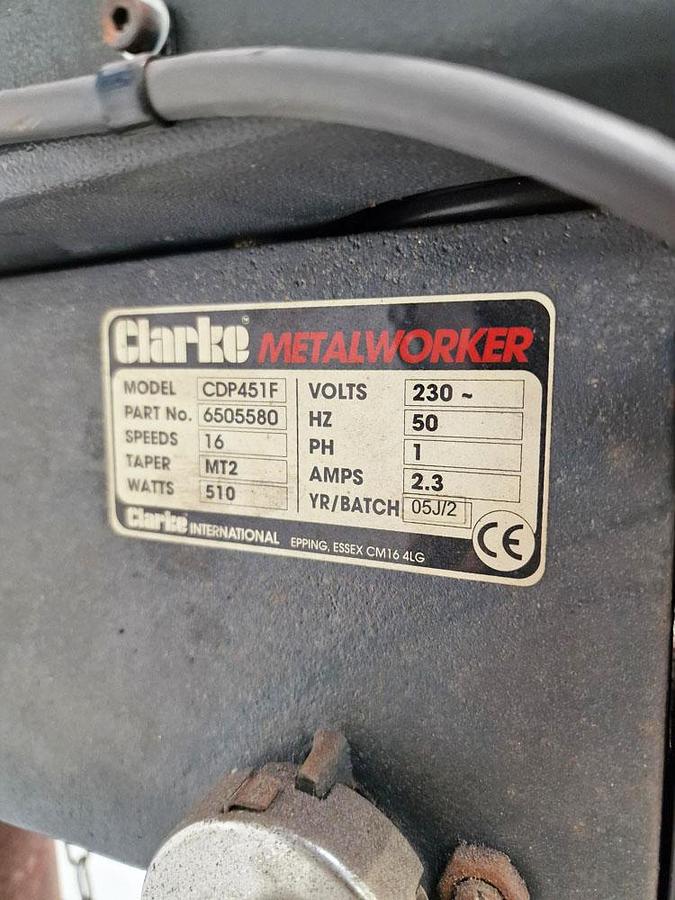 Clarke™ METALWORKER
MODEL CDP451F
PART No. 6505580
SPEEDS 16
TAPER MT2
WATTS 510
VOLTS 230 ~
HZ 50
PH 1
AMPS 2.3
YR/BATCH 05J/2
Clarke INTERNATIONAL EPPING, ESSEX CM16 4LG
CE